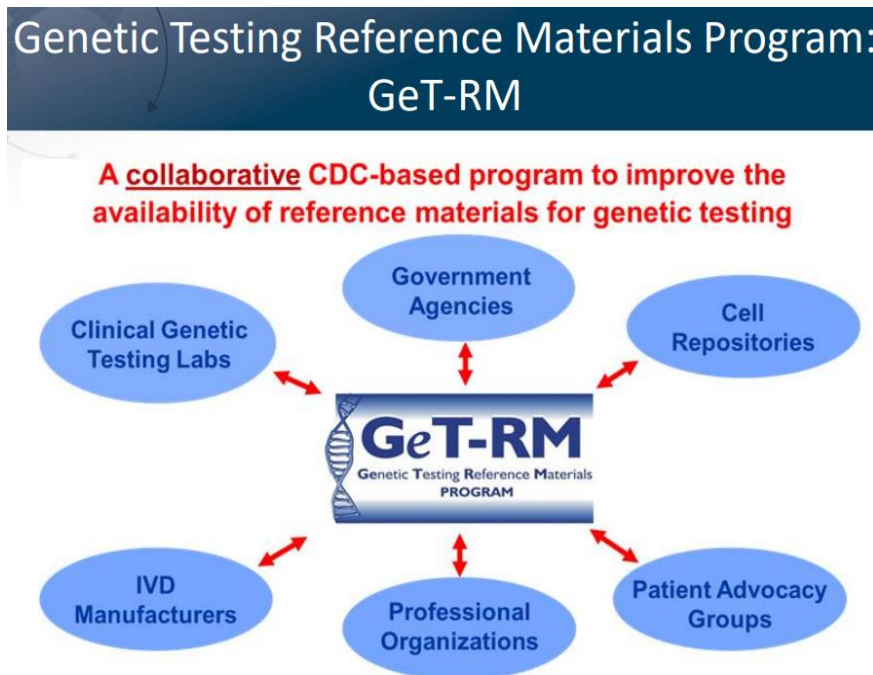 Genetic Testing Reference Materials Program:
GeT-RM
A collaborative CDC-based program to improve the
availability of reference materials for genetic testing
Government
Agencies
Clinical Genetic
Testing Labs
Cell
Repositories
GeT-RM
Genetic Testing Reference Materials
PROGRAM
IVD
Manufacturers
Professional
Organizations
Patient Advocacy
Groups